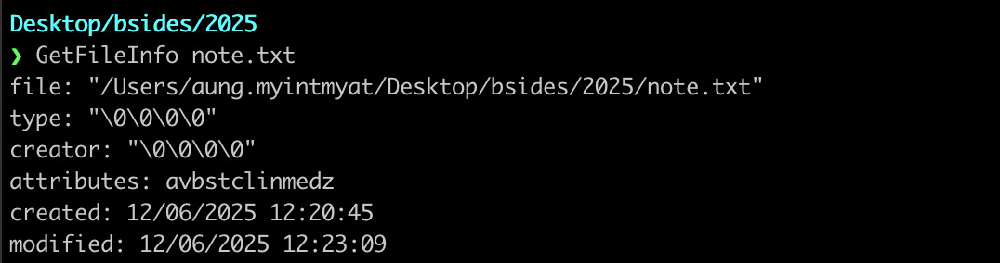 Desktop/bsides/2025
❯ GetFileInfo note.txt
file: "/Users/aung.myintmyat/Desktop/bsides/2025/note.txt"
type: "\0\0\0\0"
creator: "\0\0\0\0"
attributes: avbstclinmedz
created: 12/06/2025 12:20:45
modified: 12/06/2025 12:23:09